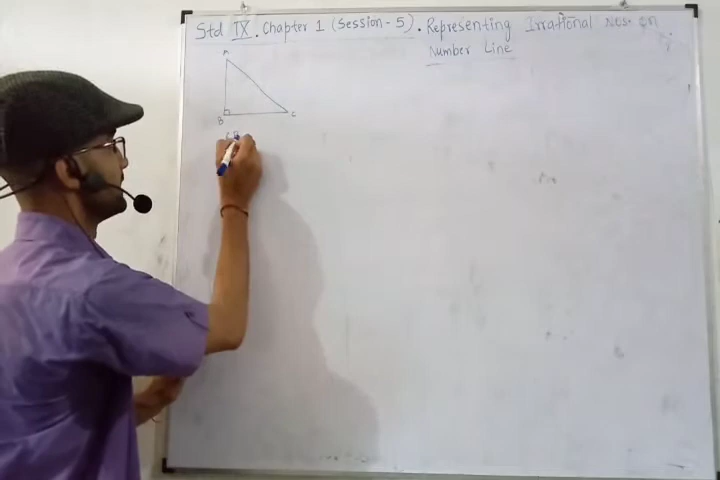 Std IX. Chapter 1 (Session - 5). Representing Irrational Nos. on
Number Line
A
B
C